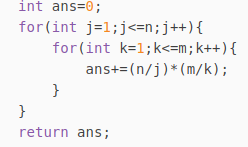 int ans=0;
for(int j=1;j<=n;j++){
for(int k=1;k<=m;k++){
ans+=(n/j)*(m/k);
}
}
return ans;